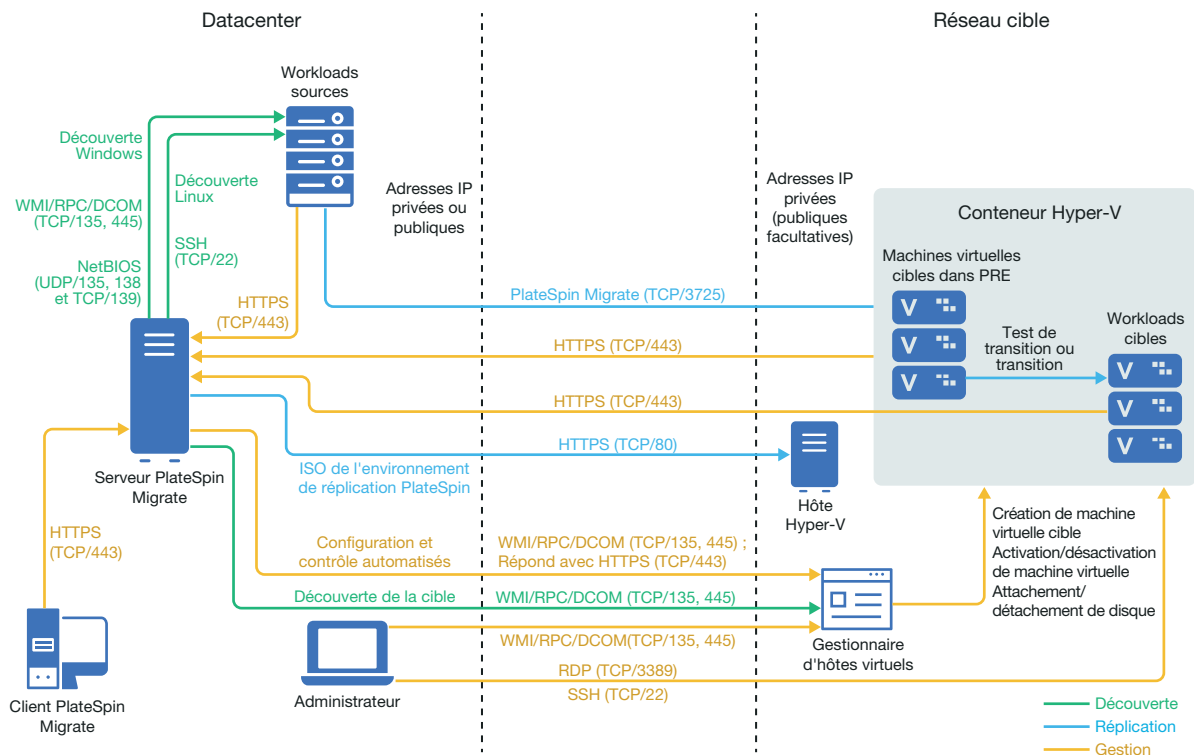 Datacenter
Réseau cible
Workloads
sources
Découverte
Windows
Découverte
Linux
WMI/RPC/DCOM
(TCP/135, 445)
SSH
(TCP/22)
NetBIOS
(UDP/135, 138
et TCP/139)
Adresses IP
privées ou
publiques
Adresses IP
privées
(publiques
facultatives)
Conteneur Hyper-V
Machines virtuelles
cibles dans PRE
V
V
V
Test de
transition ou
transition
Workloads
cibles
V
V
V
HTTPS
(TCP/443)
PlateSpin Migrate (TCP/3725)
HTTPS (TCP/443)
HTTPS (TCP/443)
HTTPS (TCP/80)
ISO de l'environnement
de réplication PlateSpin
Serveur PlateSpin
Migrate
Hôte
Hyper-V
HTTPS
(TCP/443)
Configuration et
contrôle automatisés
WMI/RPC/DCOM (TCP/135, 445) ;
Répond avec HTTPS (TCP/443)
Création de machine
virtuelle cible
Activation/désactivation
de machine virtuelle
Attachement/
détachement de disque
Découverte de la cible
WMI/RPC/DCOM (TCP/135, 445)
WMI/RPC/DCOM(TCP/135, 445)
Gestionnaire
d'hôtes virtuels
RDP (TCP/3389)
SSH (TCP/22)
Administrateur
Client PlateSpin
Migrate
Découverte
Réplication
Gestion